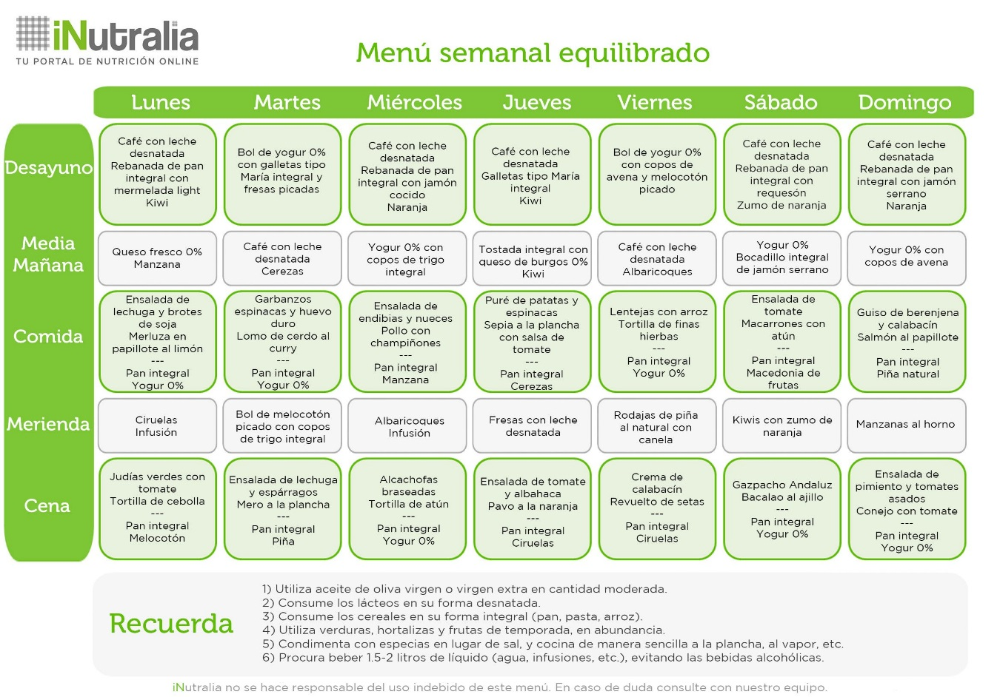 iNutralia
TU PORTAL DE NUTRICIÓN ONLINE
Menú semanal equilibrado
Lunes
Martes
Miércoles
Jueves
Viernes
Sábado
Domingo
Desayuno
Café con leche
desnatada
Rebanada de pan
integral con
mermelada light
Kiwi
Bol de yogur 0%
con galletas tipo
María integral y
fresas picadas
Café con leche
desnatada
Rebanada de pan
integral con jamón
cocido
Naranja
Café con leche
desnatada
Galletas tipo María
integral
Kiwi
Bol de yogur 0%
con copos de
avena y melocotón
picado
Café con leche
desnatada
Rebanada de pan
integral con
requesón
Zumo de naranja
Café con leche
desnatada
Rebanada de pan
integral con jamón
serrano
Naranja
Media
Mañana
Queso fresco 0%
Manzana
Café con leche
desnatada
Cerezas
Yogur 0% con
copos de trigo
integral
Tostada integral con
queso de burgos 0%
Kiwi
Café con leche
desnatada
Albaricoques
Yogur 0%
Bocadillo integral
de jamón serrano
Yogur 0% con
copos de avena
Comida
Ensalada de
lechuga y brotes
de soja
Merluza en
papillote al limón
---
Pan integral
Yogur 0%
Garbanzos
espinacas y huevo
duro
Lomo de cerdo al
curry
---
Pan integral
Yogur 0%
Ensalada de
endibias y nueces
Pollo con
champiñones
---
Pan integral
Manzana
Puré de patatas y
espinacas
Sepia a la plancha
con salsa de
tomate
---
Pan integral
Cerezas
Lentejas con arroz
Tortilla de finas
hierbas
---
Pan integral
Yogur 0%
Ensalada de
tomate
Macarrones con
atún
---
Pan integral
Macedonia de
frutas
Guiso de berenjena
y calabacín
Salmón al papillote
---
Pan integral
Piña natural
Merienda
Ciruelas
Infusión
Bol de melocotón
picado con copos
de trigo integral
Albaricoques
Infusión
Fresas con leche
desnatada
Rodajas de piña
al natural con
canela
Kiwis con zumo de
naranja
Manzanas al horno
Cena
Judías verdes con
tomate
Tortilla de cebolla
---
Pan integral
Melocotón
Ensalada de lechuga
y espárragos
Mero a la plancha
---
Pan integral
Piña
Alcachofas
braseadas
Tortilla de atún
---
Pan integral
Yogur 0%
Ensalada de tomate
y albahaca
Pavo a la naranja
---
Pan integral
Ciruelas
Crema de
calabacín
Revuelto de setas
---
Pan integral
Ciruelas
Gazpacho Andaluz
Bacalao al ajillo
---
Pan integral
Yogur 0%
Ensalada de
pimiento y tomates
asados
Conejo con tomate
---
Pan integral
Yogur 0%
Recuerda
1) Utiliza aceite de oliva virgen o virgen extra en cantidad moderada.
2) Consume los lácteos en su forma desnatada.
3) Consume los cereales en su forma integral (pan, pasta, arroz).
4) Utiliza verduras, hortalizas y frutas de temporada, en abundancia.
5) Condimenta con especias en lugar de sal, y cocina de manera sencilla a la plancha, al vapor, etc.
6) Procura beber 1.5-2 litros de líquido (agua, infusiones, etc.), evitando las bebidas alcohólicas.
iNutralia no se hace responsable del uso indebido de este menú. En caso de duda consulte con nuestro equipo.